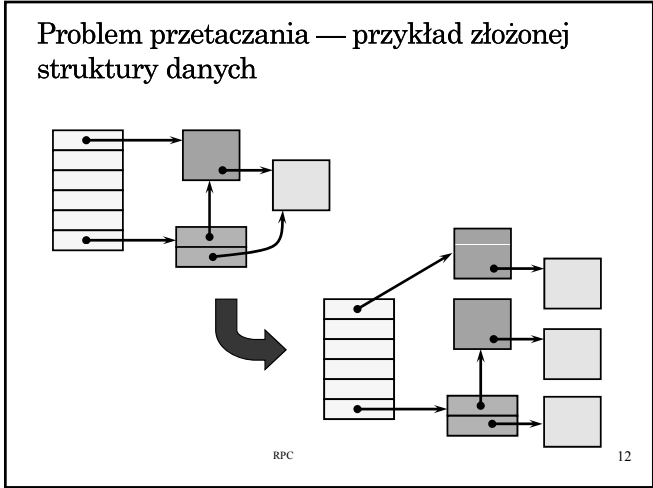 Problem przetaczania — przykład złożonej
struktury danych
RPC
12